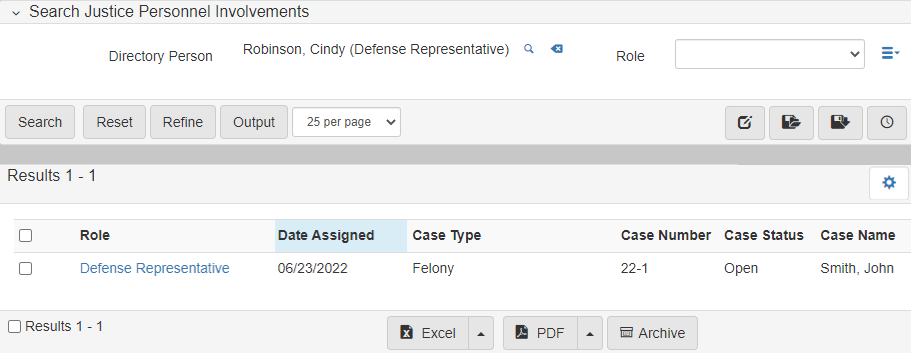 Search Justice Personnel Involvements
Directory Person Robinson, Cindy (Defense Representative) Role
Search Reset Refine Output 25 per page
Results 1 - 1
Role Date Assigned Case Type Case Number Case Status Case Name
Defense Representative 06/23/2022 Felony 22-1 Open Smith, John
Results 1 - 1 Excel PDF Archive